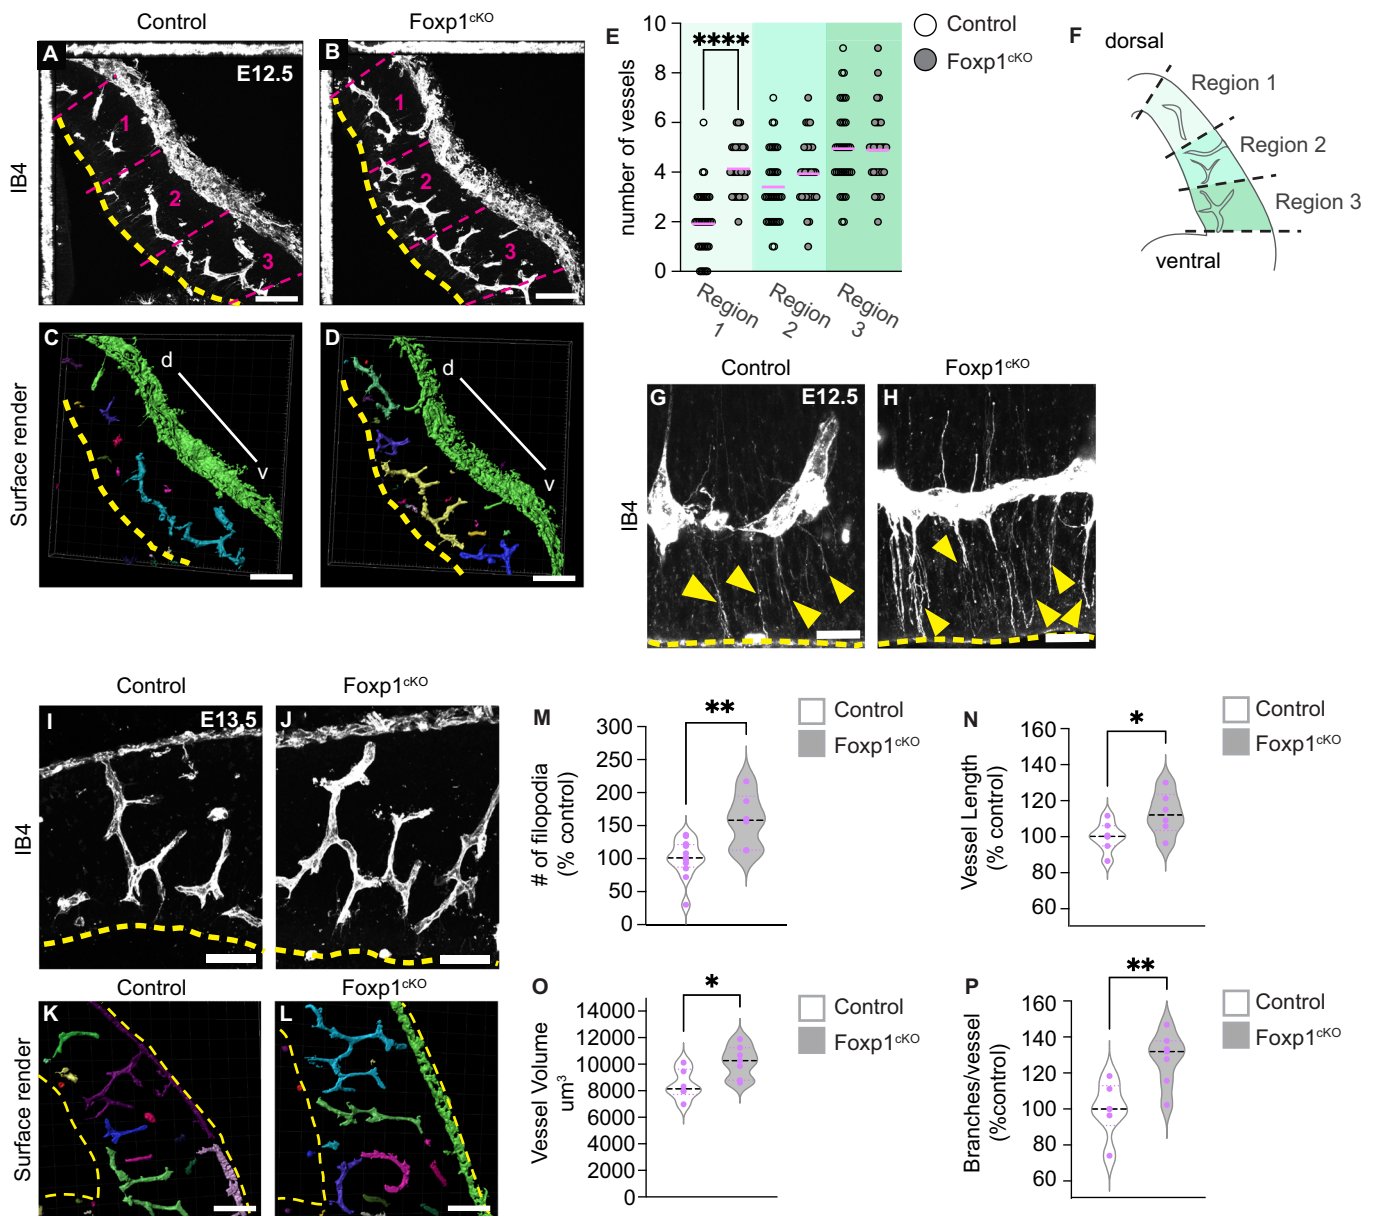 Control
Foxp1cKO
A
E12.5
1
2
3
B
1
2
3
IB4
C
d
v
D
d
v
Surface render
E
Control
Foxp1cKO
number of vessels
10
8
6
4
2
0
****
Region 1
Region 2
Region 3
F
dorsal
Region 1
Region 2
Region 3
ventral
Control
Foxp1cKO
G
E12.5
H
IB4
Control
Foxp1cKO
I
E13.5
J
IB4
Control
Foxp1cKO
K
L
Surface render
M
**
Control
Foxp1cKO
# of filopodia
(% control)
300
250
200
150
100
50
0
N
*
Control
Foxp1cKO
Vessel Length
(% control)
160
140
120
100
80
60
O
*
Control
Foxp1cKO
Vessel Volume
um3
14000
12000
10000
8000
6000
4000
2000
0
P
**
Control
Foxp1cKO
Branches/vessel
(%control)
160
140
120
100
80
60